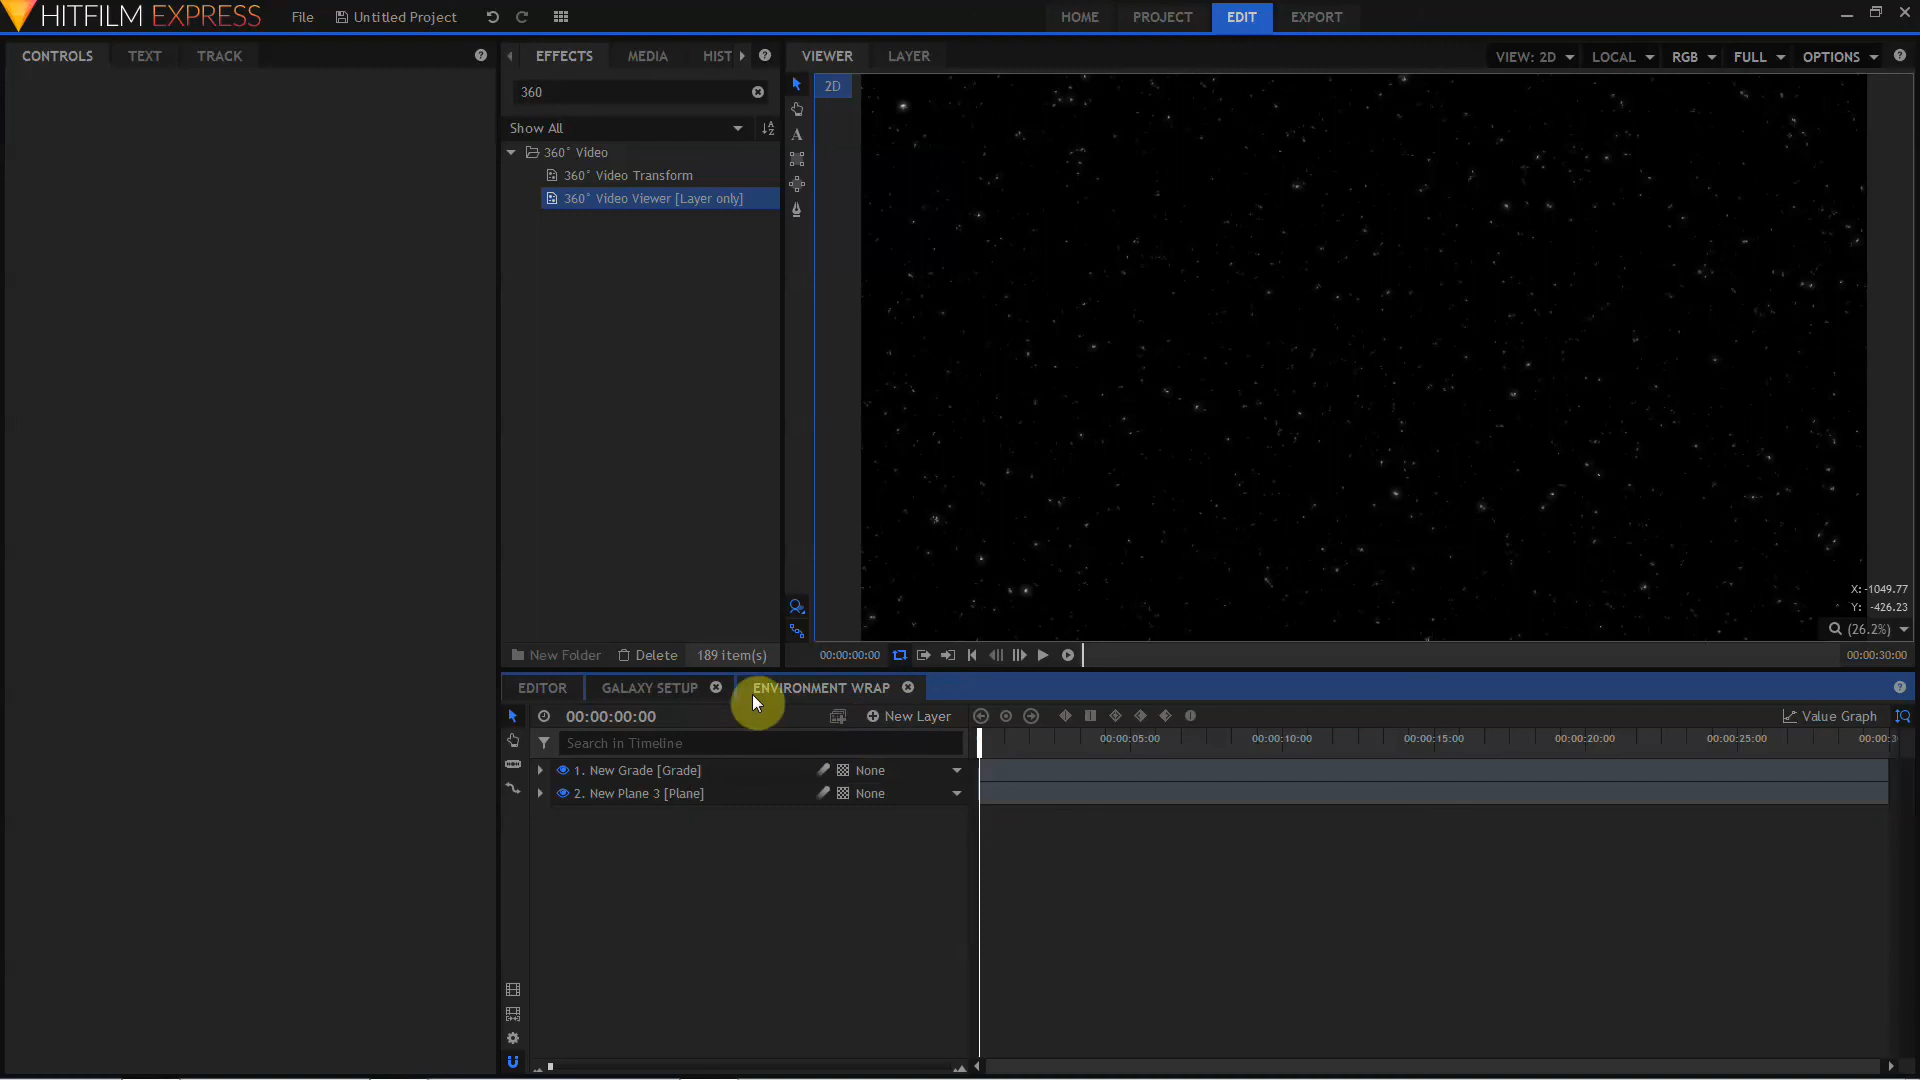 HITFILM EXPRESS
File
Untitled Project
HOME
PROJECT
EDIT
EXPORT
CONTROLS
TEXT
TRACK
EFFECTS
MEDIA
HIST
VIEWER
LAYER
VIEW: 2D
LOCAL
RGB
FULL
OPTIONS
360
2D
Show All
360° Video
360° Video Transform
360° Video Viewer [Layer only]
X: -1049.77
Y: -426.23
(26.2%)
New Folder
Delete
189 item(s)
00:00:00:00
00:00:30:00
EDITOR
GALAXY SETUP
ENVIRONMENT WRAP
00:00:00:00
New Layer
Value Graph
Search in Timeline
00:00:05:00
00:00:10:00
00:00:15:00
00:00:20:00
00:00:25:00
00:00:3
1. New Grade [Grade]
None
2. New Plane 3 [Plane]
None